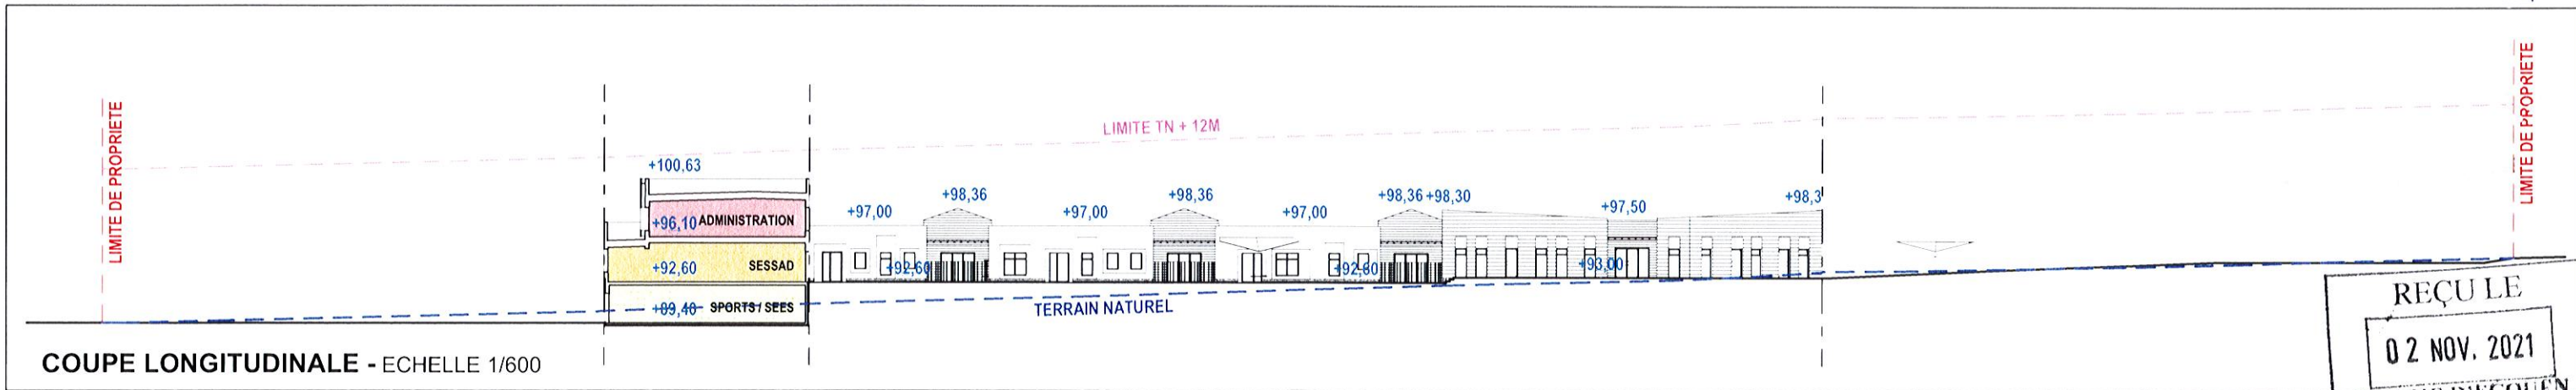 LIMITE DE PROPRIETE
LIMITE DE PROPRIETE
LIMITE TN + 12M
+100,63
+98,36
+98,36
+98,36
+98,30
+98,3
+97,00
+97,00
+97,00
+97,50
+96,10 ADMINISTRATION
+92,60 SESSAD
+92,60
+92,60
+93,00
+89,40 SPORTS / SEES
TERRAIN NATUREL
COUPE LONGITUDINALE - ECHELLE 1/600
REÇU LE
02 NOV. 2021